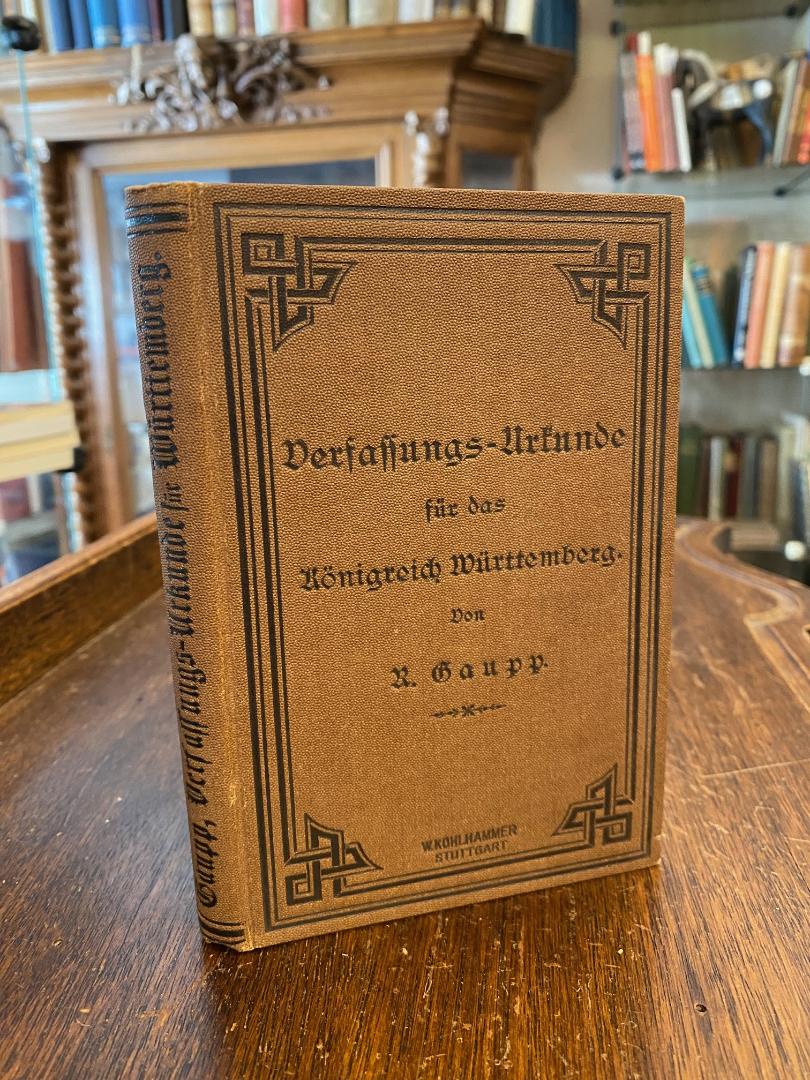 Gaupp, Verfassungs-Urkunde für Württemberg.
Verfassungs-Urkunde
für das
Königreich Württemberg.
Von
R. Gaupp.
W. KOHLHAMMER
STUTTGART